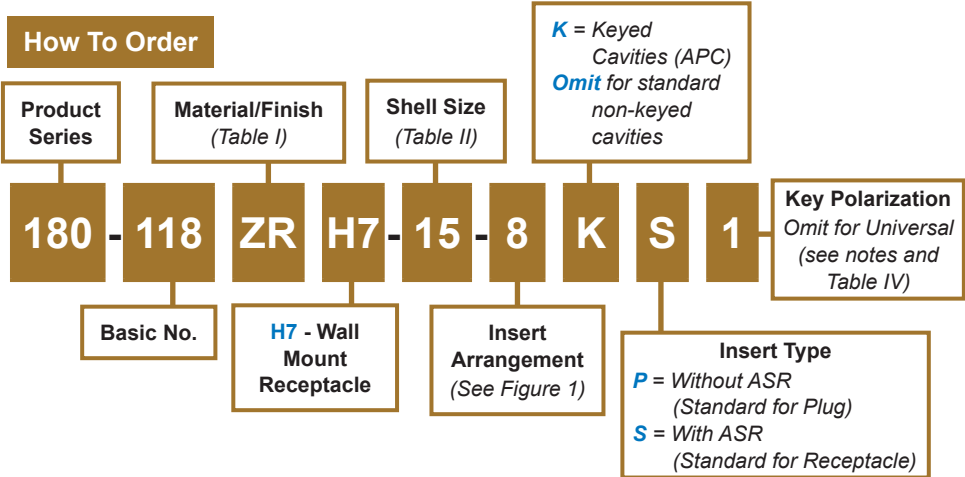 How To Order
K = Keyed
Cavities (APC)
Omit for standard
non-keyed
cavities
Product
Series
Material/Finish
(Table I)
Shell Size
(Table II)
180 - 118 ZR H7 - 15 - 8 K S 1
Key Polarization
Omit for Universal
(see notes and
Table IV)
Basic No.
H7 - Wall
Mount
Receptacle
Insert
Arrangement
(See Figure 1)
Insert Type
P = Without ASR
(Standard for Plug)
S = With ASR
(Standard for Receptacle)